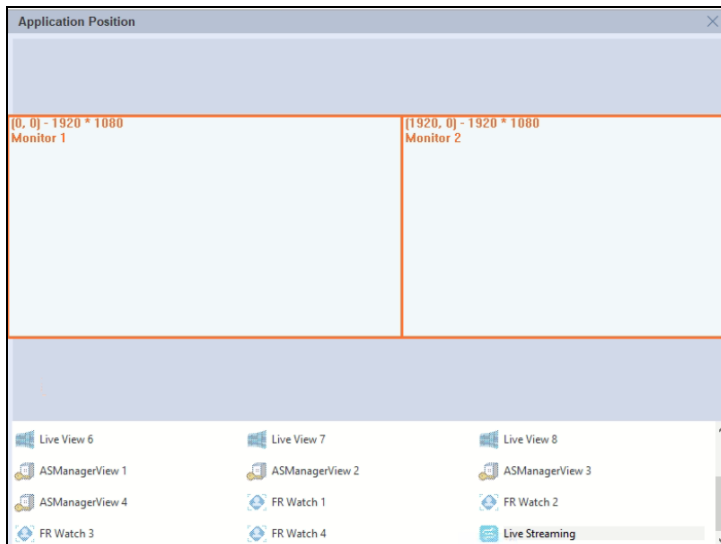 Application Position
(0, 0) - 1920 * 1080
Monitor 1
(1920, 0) - 1920 * 1080
Monitor 2
Live View 6
Live View 7
Live View 8
ASManagerView 1
ASManagerView 2
ASManagerView 3
ASManagerView 4
FR Watch 1
FR Watch 2
FR Watch 3
FR Watch 4
Live Streaming